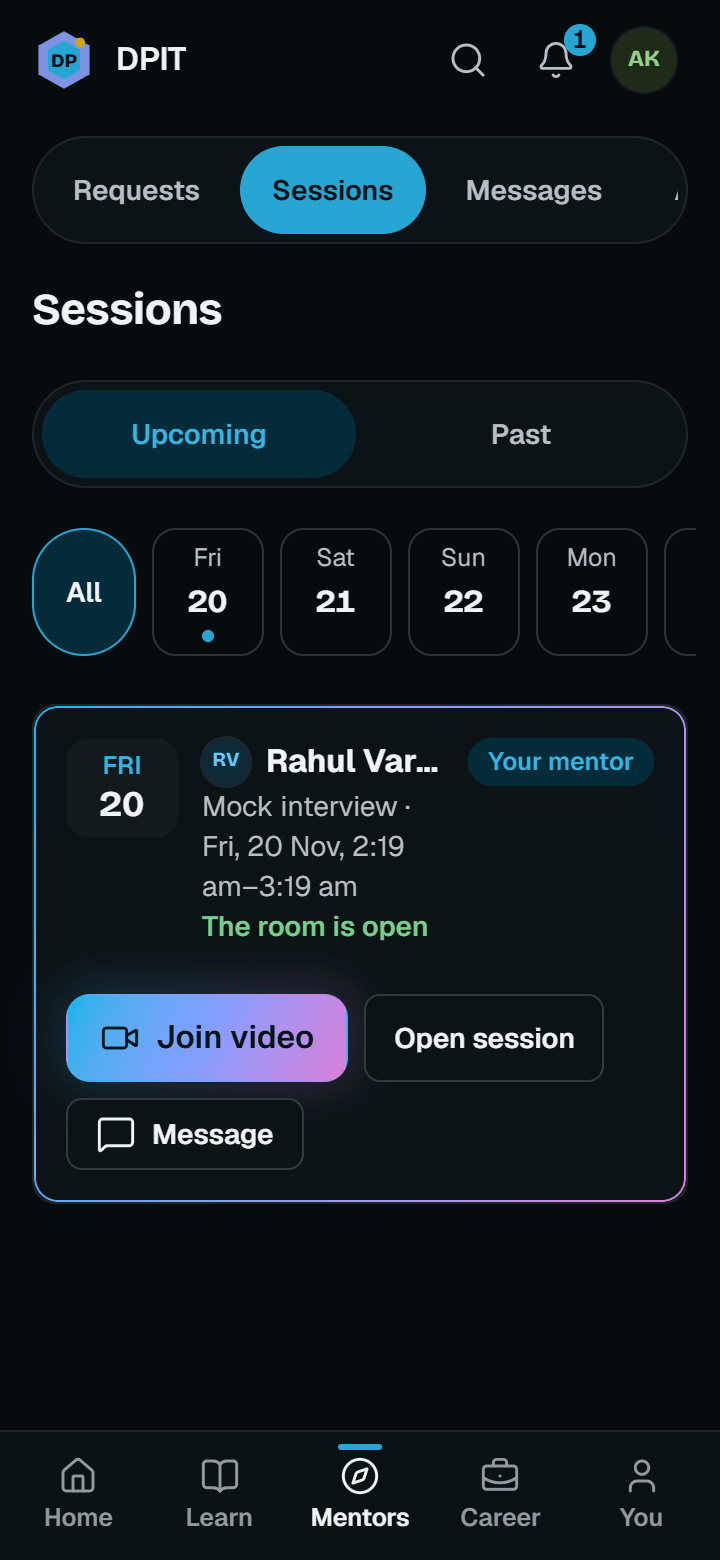 DP DPIT 1 AK
Requests Sessions Messages
Sessions
Upcoming Past
All Fri 20 Sat 21 Sun 22 Mon 23
FRI
20
RV Rahul Var... Your mentor
Mock interview ·
Fri, 20 Nov, 2:19
am–3:19 am
The room is open
Join video Open session
Message
Home Learn Mentors Career You